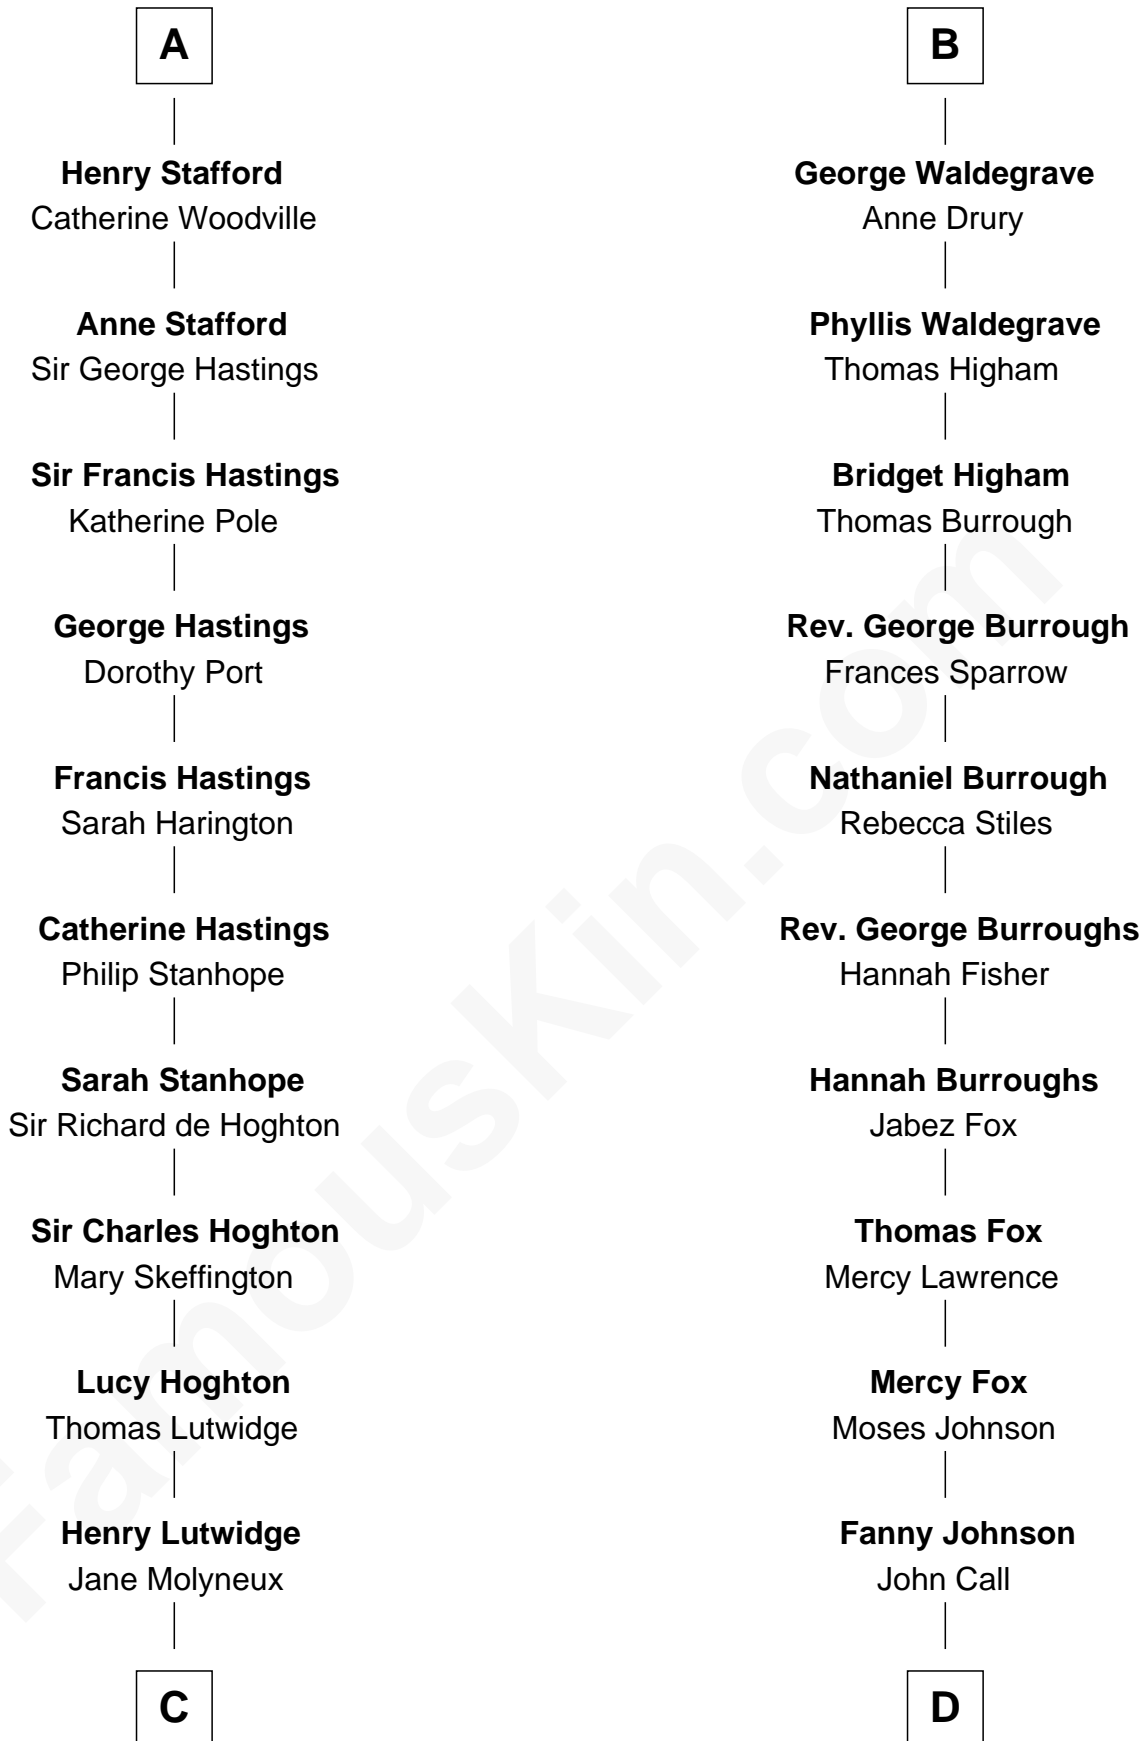 A
Henry Stafford
Catherine Woodville
Anne Stafford
Sir George Hastings
Sir Francis Hastings
Katherine Pole
George Hastings
Dorothy Port
Francis Hastings
Sarah Harington
Catherine Hastings
Philip Stanhope
Sarah Stanhope
Sir Richard de Hoghton
Sir Charles Hoghton
Mary Skeffington
Lucy Hoghton
Thomas Lutwidge
Henry Lutwidge
Jane Molyneux
C
B
George Waldegrave
Anne Drury
Phyllis Waldegrave
Thomas Higham
Bridget Higham
Thomas Burrough
Rev. George Burrough
Frances Sparrow
Nathaniel Burrough
Rebecca Stiles
Rev. George Burroughs
Hannah Fisher
Hannah Burroughs
Jabez Fox
Thomas Fox
Mercy Lawrence
Mercy Fox
Moses Johnson
Fanny Johnson
John Call
D
FamousKin.com